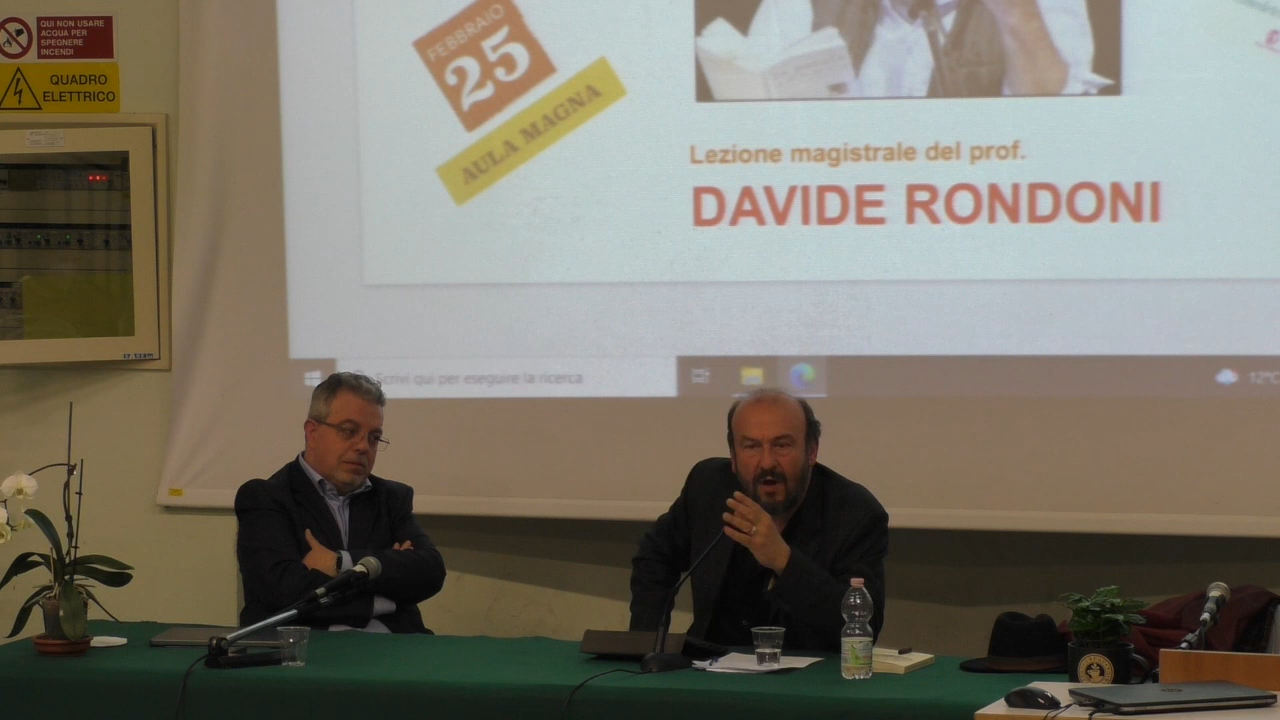 QUI NON USARE
ACQUA PER
SPEGNERE
INCENDI
QUADRO
ELETTRICO
FEBBRAIO
25
AULA MAGNA
Lezione magistrale del prof.
DAVIDE RONDONI
Scrivi qui per eseguire la ricerca
12°C